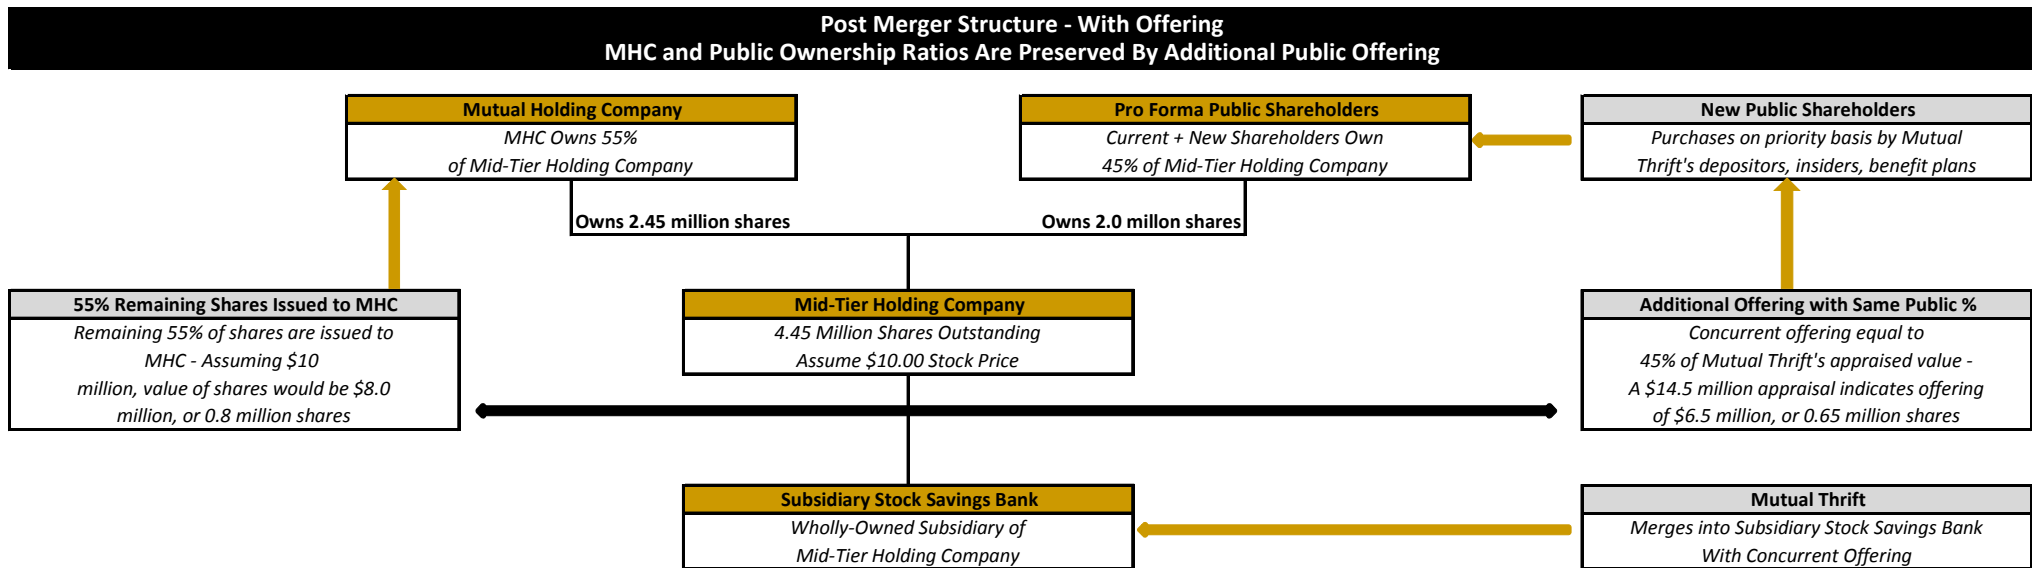 Post Merger Structure - With Offering
MHC and Public Ownership Ratios Are Preserved By Additional Public Offering
Mutual Holding Company
MHC Owns 55%
of Mid-Tier Holding Company
Pro Forma Public Shareholders
Current + New Shareholders Own
45% of Mid-Tier Holding Company
New Public Shareholders
Purchases on priority basis by Mutual
Thrift's depositors, insiders, benefit plans
Owns 2.45 million shares
Owns 2.0 millon shares
55% Remaining Shares Issued to MHC
Remaining 55% of shares are issued to
MHC - Assuming $10
million, value of shares would be $8.0
million, or 0.8 million shares
Mid-Tier Holding Company
4.45 Million Shares Outstanding
Assume $10.00 Stock Price
Additional Offering with Same Public %
Concurrent offering equal to
45% of Mutual Thrift's appraised value -
A $14.5 million appraisal indicates offering
of $6.5 million, or 0.65 million shares
Subsidiary Stock Savings Bank
Wholly-Owned Subsidiary of
Mid-Tier Holding Company
Mutual Thrift
Merges into Subsidiary Stock Savings Bank
With Concurrent Offering